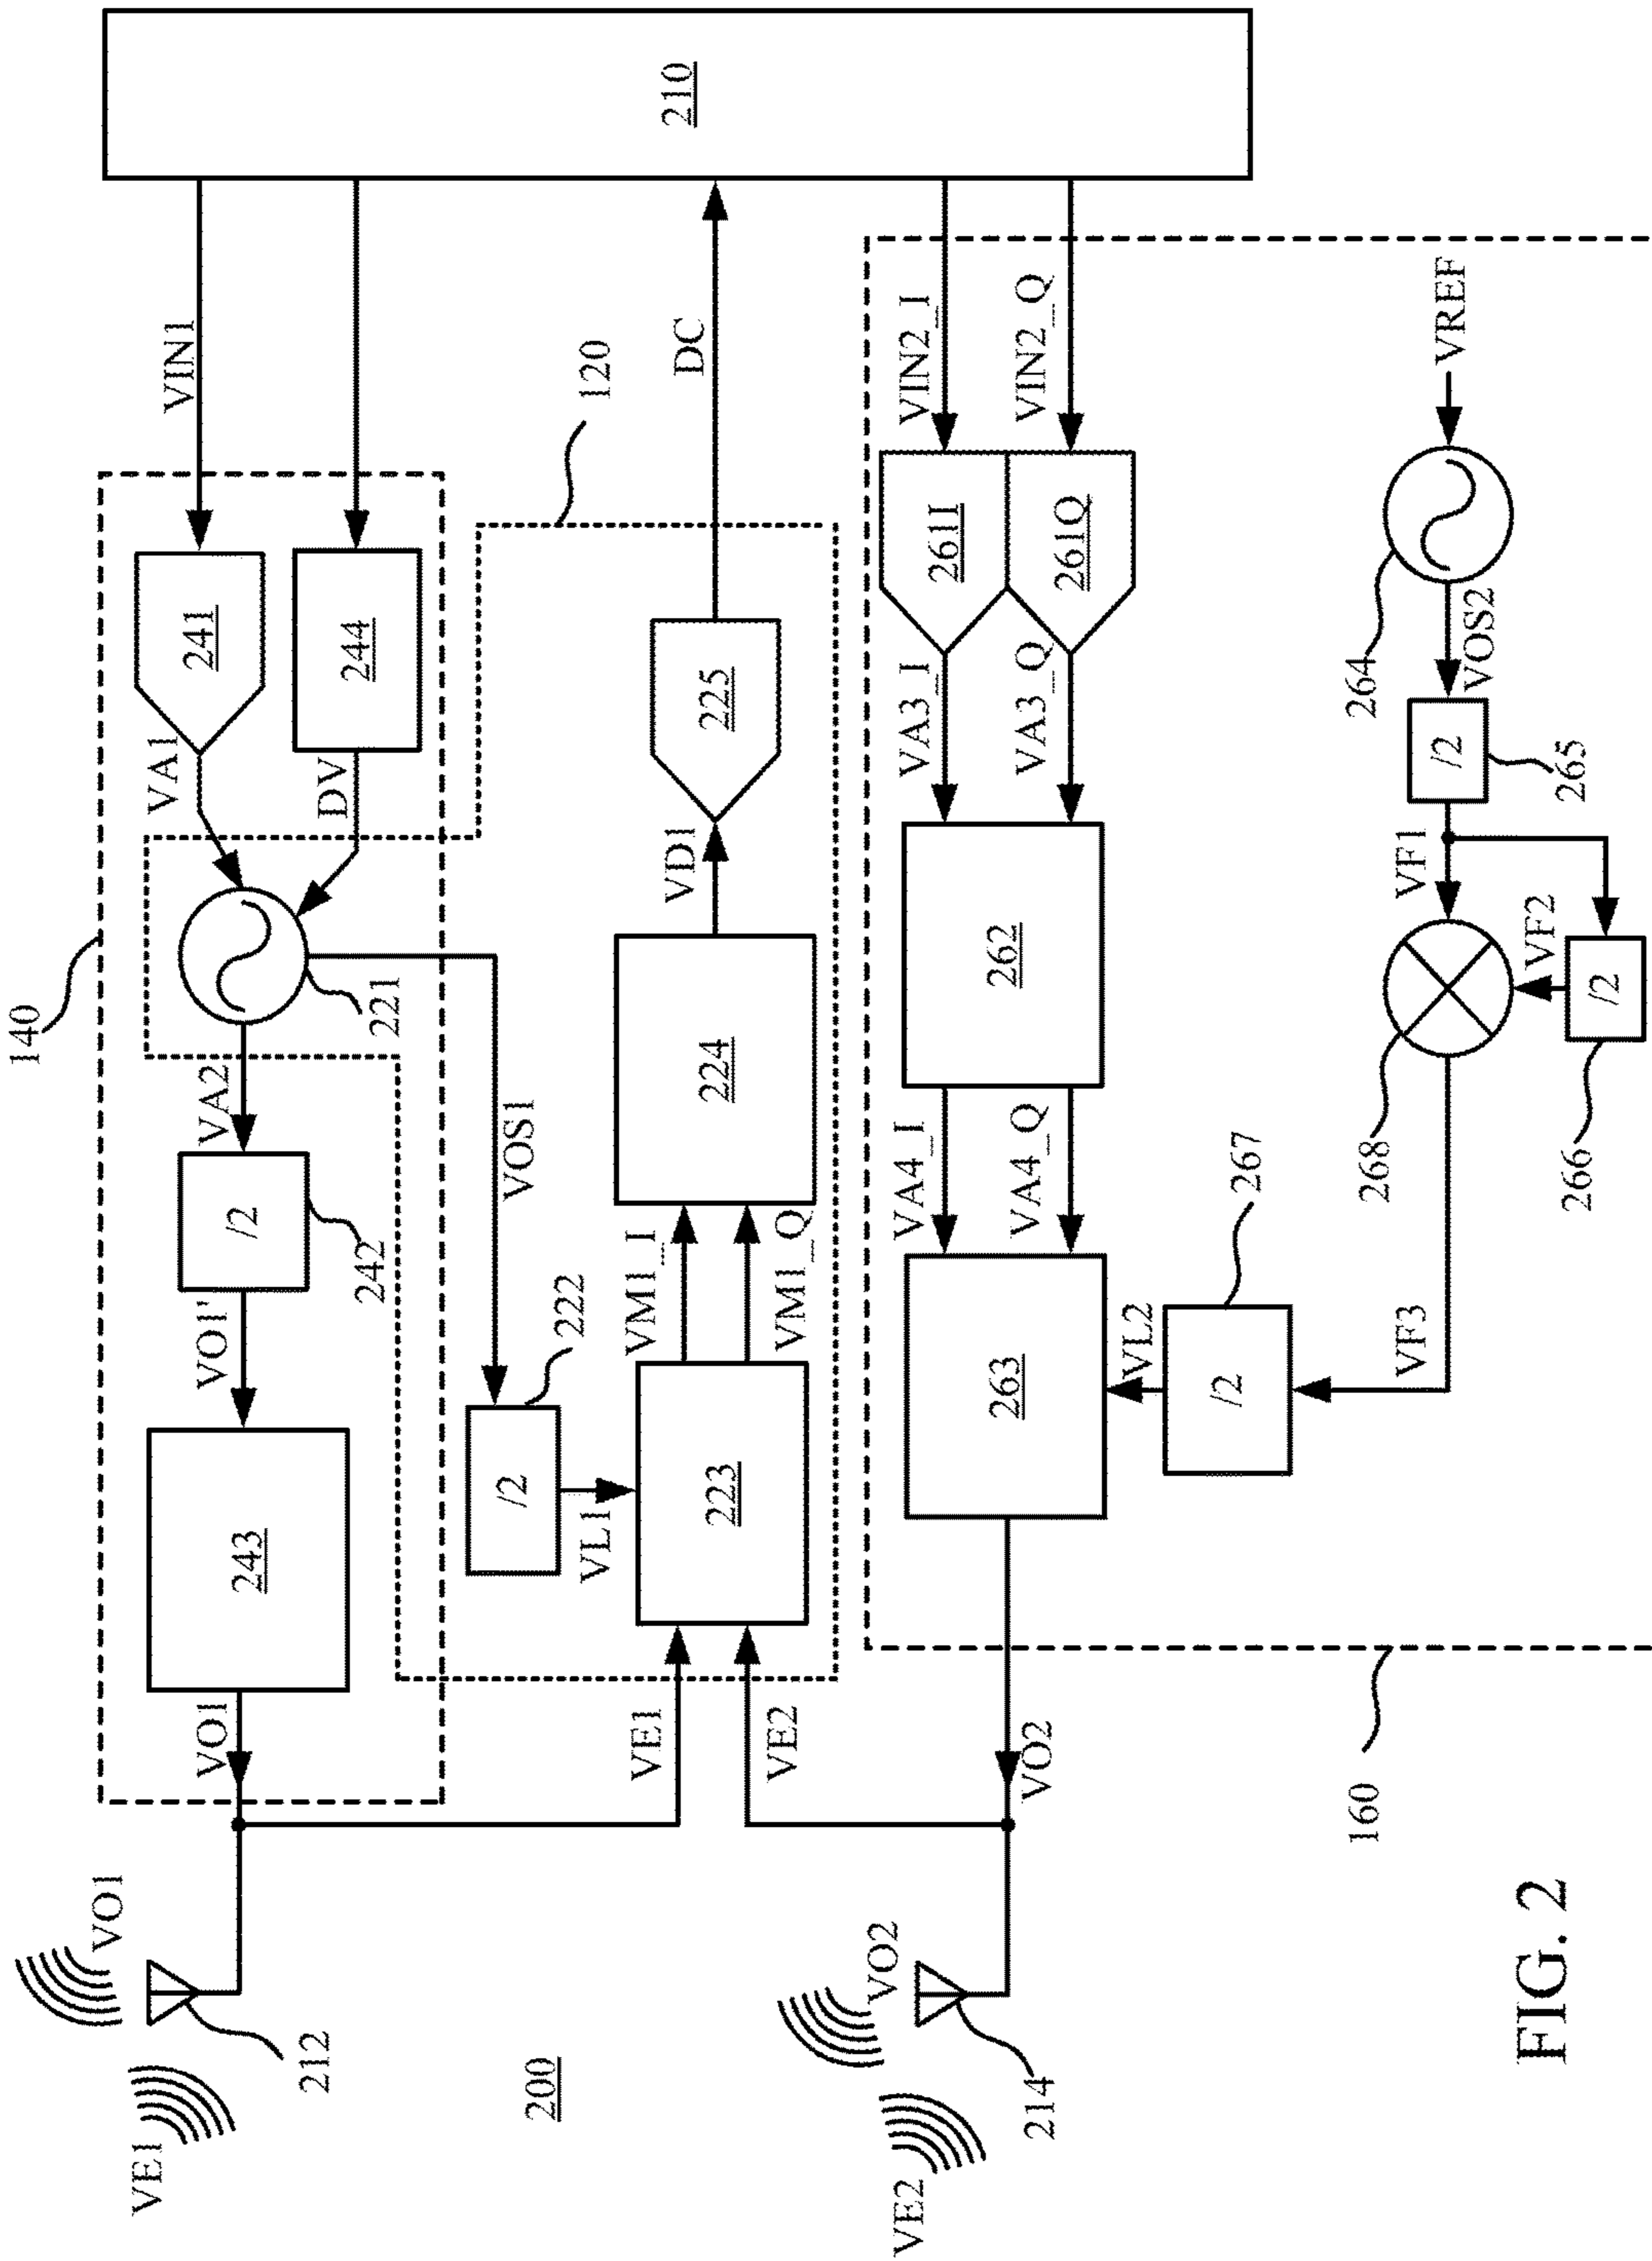 VE1
VO1
212
VO1
243
VO1'
/2
242
VA2
140
221
VA1
DV
241
244
VIN1
210
200
VE1
VE2
/2
222
VL1
223
VOS1
VM1_I
VM1_Q
224
VD1
225
DC
120
VE2
VO2
214
VO2
160
263
VL2
/2
267
VA4_I
VA4_Q
262
VA3_I
VA3_Q
261I
261Q
VIN2_I
VIN2_Q
VF3
268
266
/2
VF2
VF1
/2
265
VOS2
264
VREF
FIG. 2